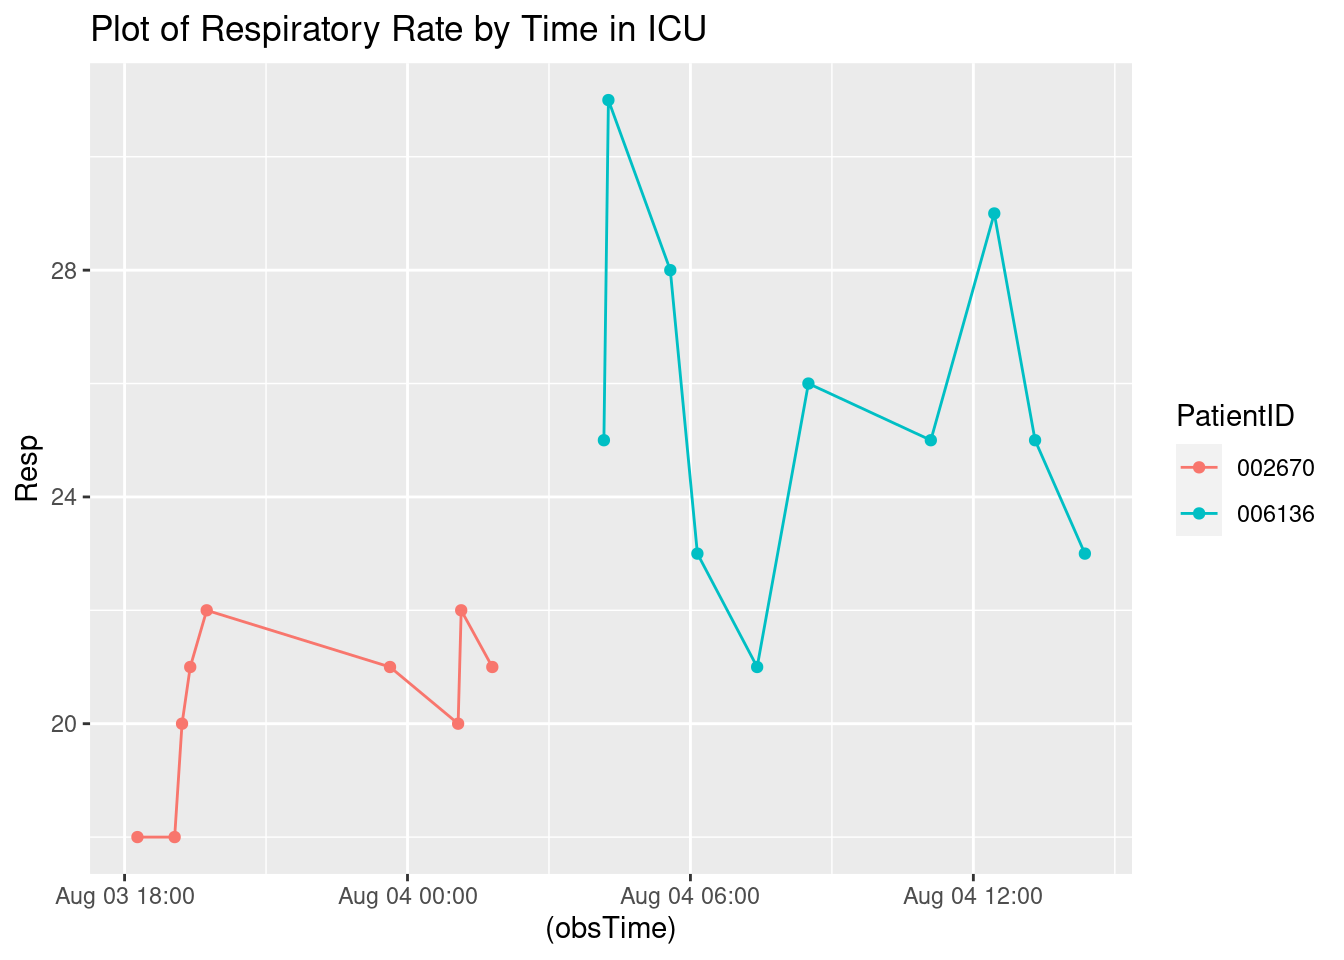 Plot of Respiratory Rate by Time in ICU
Resp
28
24
20
Aug 03 18:00
Aug 04 00:00
Aug 04 06:00
Aug 04 12:00
(obsTime)
PatientID
002670
006136